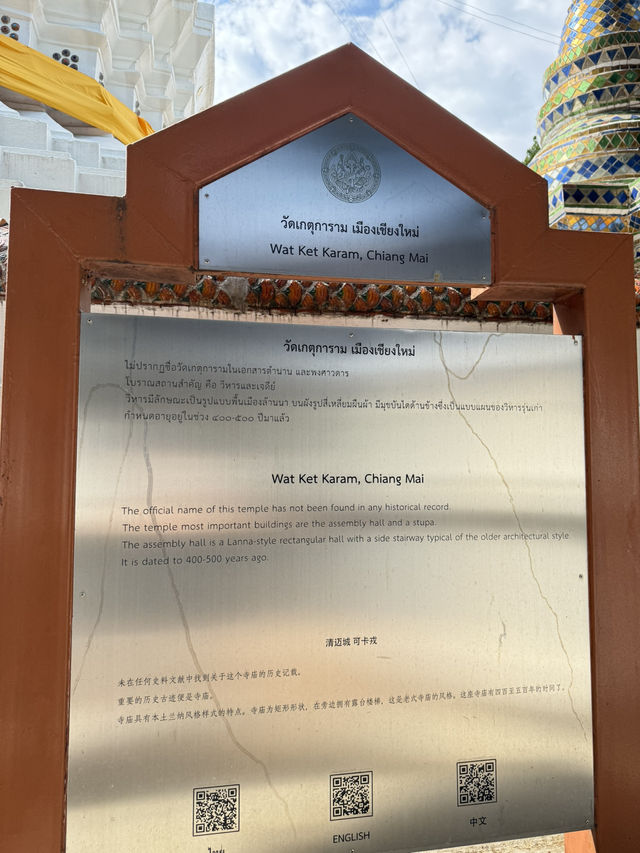 วัดเกตุการาม เมืองเชียงใหม่
Wat Ket Karam, Chiang Mai
วัดเกตุการาม เมืองเชียงใหม่
ไม่ปรากฏชื่อวัดเกตุการามในเอกสารตำนาน และพงศาวดาร
โบราณสถานสำคัญ คือ วิหารและเจดีย์
วิหารมีลักษณะเป็นรูปแบบพื้นเมืองล้านนา บนผังรูปสี่เหลี่ยมผืนผ้า มีมุขบันไดด้านข้างซึ่งเป็นแบบแผนของวิหารรุ่นเก่า
กำหนดอายุอยู่ในช่วง ๔๐๐-๕๐๐ ปีมาแล้ว
Wat Ket Karam, Chiang Mai
The official name of this temple has not been found in any historical record.
The temple most important buildings are the assembly hall and a stupa.
The assembly hall is a Lanna-style rectangular hall with a side stairway typical of the older architectural style.
It is dated to 400-500 years ago.
清迈城 可卡戎
未在任何史料文献中找到关于这个寺庙的历史记载。
重要的历史古迹便是寺庙。
寺庙具有本土兰纳风格样式的特点。寺庙为矩形形状，在旁边拥有露台楼梯，这是老式寺庙的风格。这座寺庙有四百至五百年的时间了。
ไทย
ENGLISH
中文